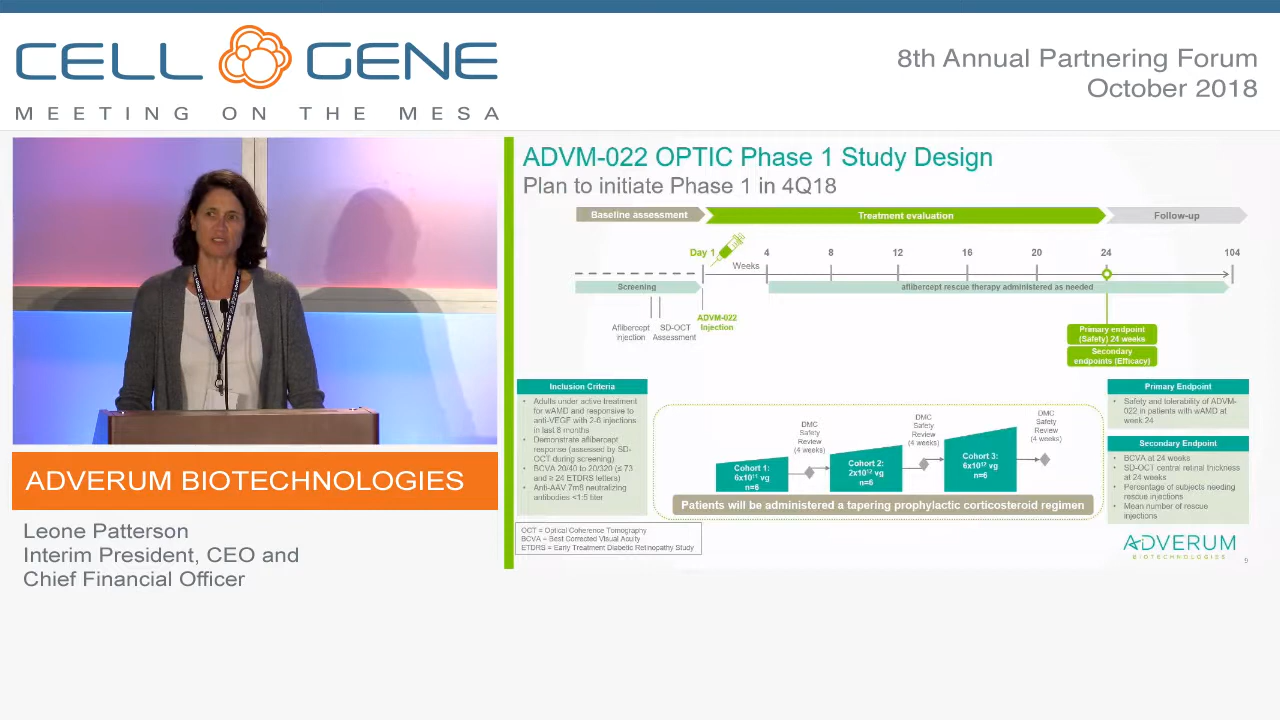 CELL GENE
MEETING ON THE MESA
8th Annual Partnering Forum
October 2018
ADVERUM BIOTECHNOLOGIES
Leone Patterson
Interim President, CEO and
Chief Financial Officer
ADVM-022 OPTIC Phase 1 Study Design
Plan to initiate Phase 1 in 4Q18
Baseline assessment
Treatment evaluation
Follow-up
Day 1
Weeks
4
8
12
16
20
24
104
Screening
aflibercept rescue therapy administered as needed
Aflibercept
injection
SD-OCT
Assessment
ADVM-022
Injection
Primary endpoint
(Safety) 24 weeks
Secondary
endpoints (Efficacy)
Inclusion Criteria
• Adults under active treatment
for wAMD and responsive to
anti-VEGF with 2-6 injections
in last 8 months
• Demonstrate aflibercept
response (assessed by SD-
OCT during screening)
• BCVA 20/40 to 20/320 (≤ 73
and ≥ 24 ETDRS letters)
• Anti-AAV 7m8 neutralizing
antibodies <1:5 titer
Cohort 1:
6x10¹¹ vg
n=6
DMC
Safety
Review
(4 weeks)
Cohort 2:
2x10¹² vg
n=6
DMC
Safety
Review
(4 weeks)
Cohort 3:
6x10¹² vg
n=6
DMC
Safety
Review
(4 weeks)
Patients will be administered a tapering prophylactic corticosteroid regimen
Primary Endpoint
• Safety and tolerability of ADVM-
022 in patients with wAMD at
week 24
Secondary Endpoint
• BCVA at 24 weeks
• SD-OCT central retinal thickness
at 24 weeks
• Percentage of subjects needing
rescue injections
• Mean number of rescue
injections
OCT = Optical Coherence Tomography
BCVA = Best Corrected Visual Acuity
ETDRS = Early Treatment Diabetic Retinopathy Study
ADVERUM
BIOTECHNOLOGIES
9